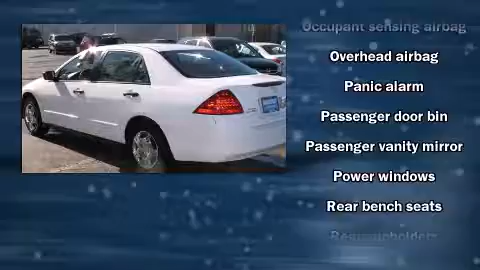 Occupant sensing airbag
Overhead airbag
Panic alarm
Passenger door bin
Passenger vanity mirror
Power windows
Rear bench seats